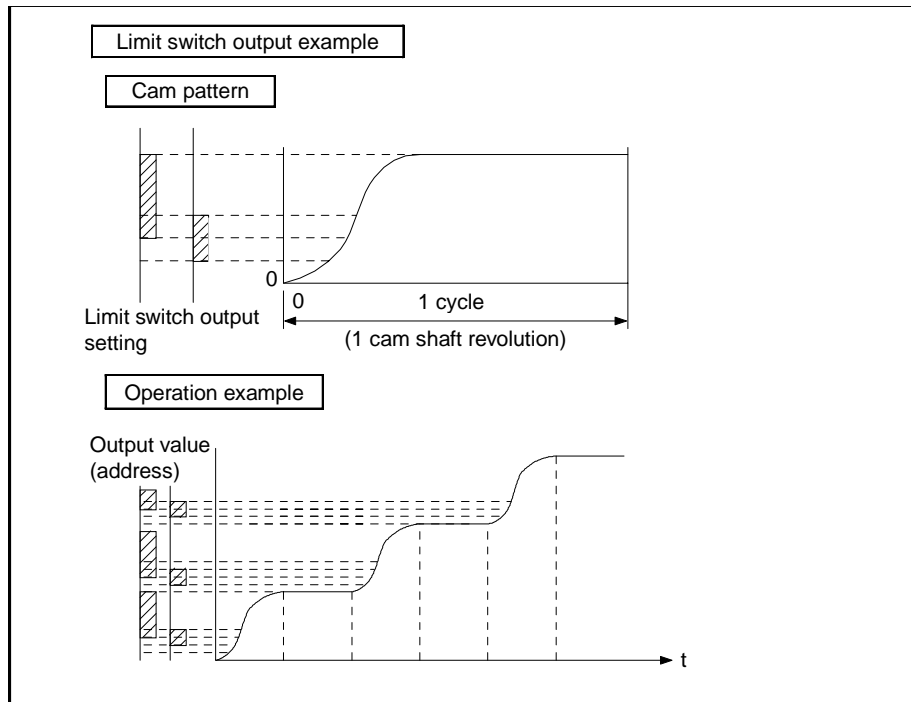 Limit switch output example
Cam pattern
0
0
1 cycle
Limit switch output
setting
(1 cam shaft revolution)
Operation example
Output value
(address)
t